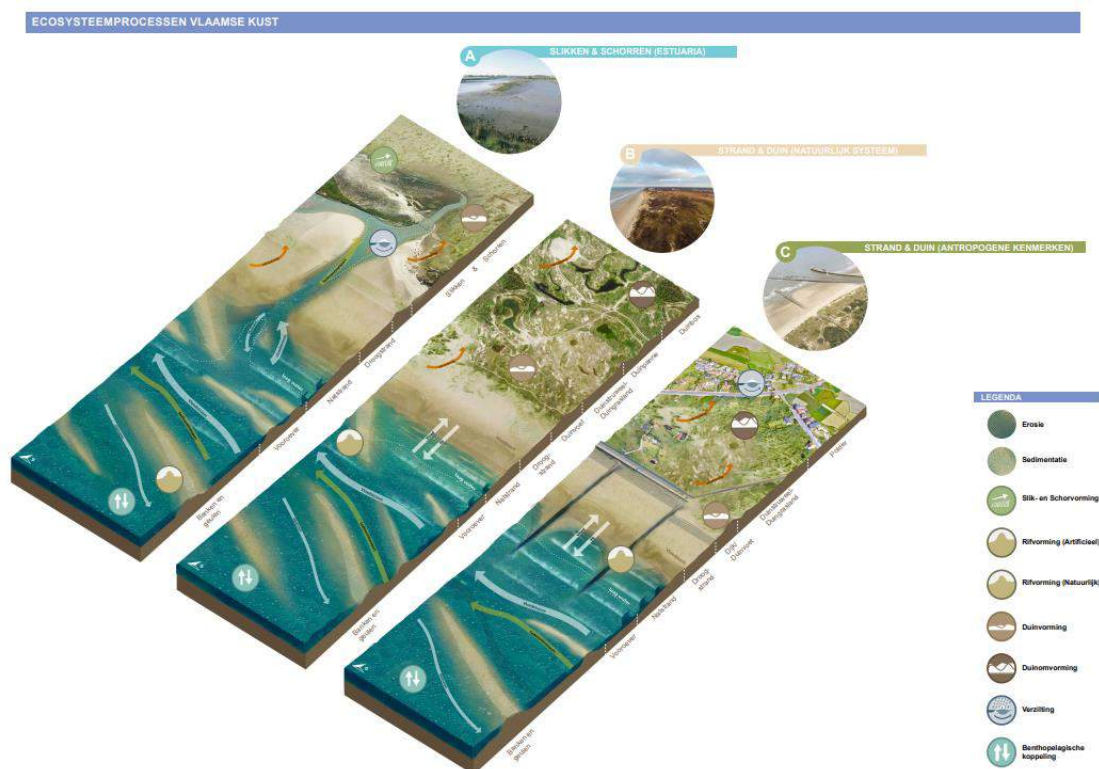 ECOSYSTEEMPROCESSEN VLAAMSE KUST
A
SLIKKEN & SCHORREN (ESTUARIA)
B
STRAND & DUIN (NATUURLIJK SYSTEEM)
C
STRAND & DUIN (ANTROPOGENE KENMERKEN)
Banken en
geulen
Vooroever
Natstrand
Droogstrand
Slikken & Schorren
Banken en
geulen
Vooroever
Natstrand
Droog-
strand
Duinvoet
Duinstruweel-
Duingrasland
Duinpanne
Duinbos
Banken en
geulen
Vooroever
Natstrand
Droog-
strand
Dijk/
Duinvoet
Duinstruweel-
Duingrasland
Polder
LEGENDA
Erosie
Sedimentatie
Slik- en Schorvorming
Rifvorming (Artificieel)
Rifvorming (Natuurlijk)
Duinvorming
Duinomvorming
Verzilting
Benthopelagische
koppeling